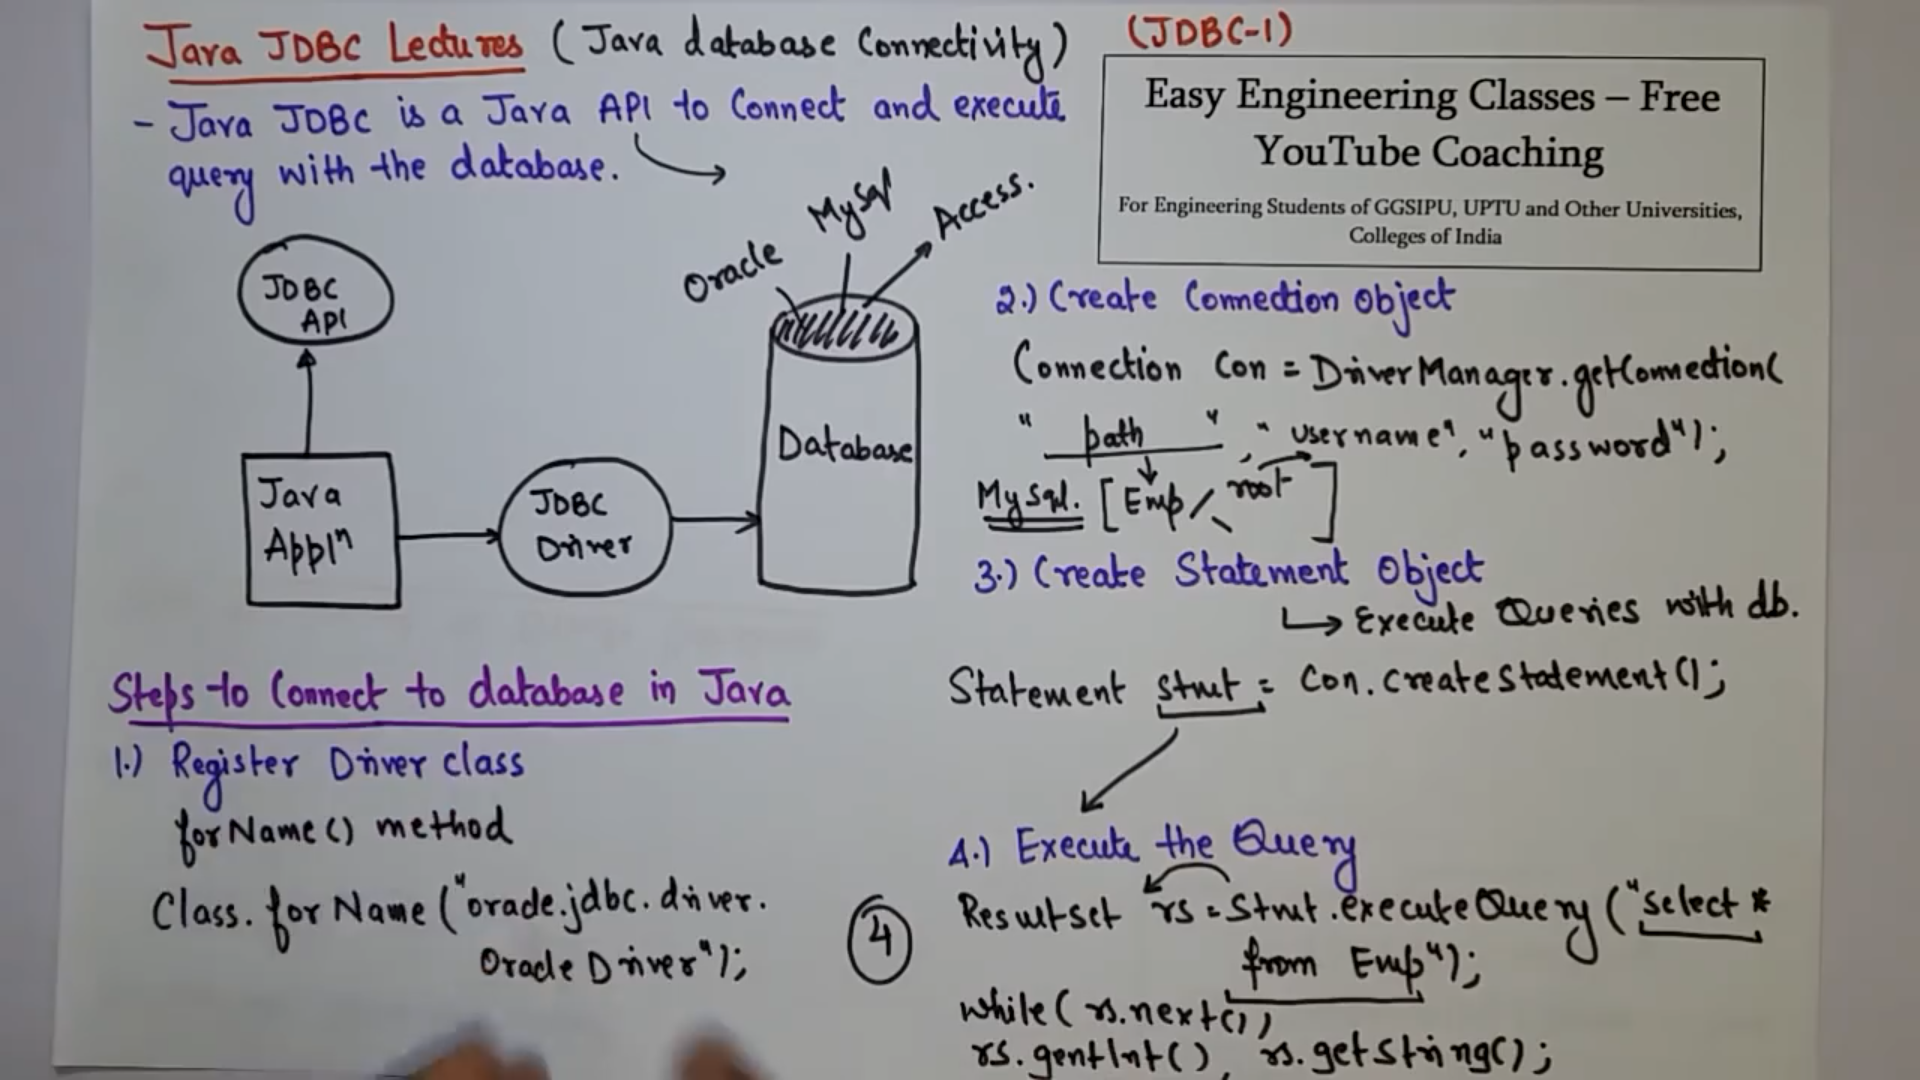 Java JDBC Lectures (Java database Connectivity)
(JDBC-1)
Easy Engineering Classes – Free
YouTube Coaching
For Engineering Students of GGSIPU, UPTU and Other Universities,
Colleges of India
- Java JDBC is a Java API to Connect and execute
query with the database.
Oracle
MySql
Access.
JDBC
API
Java
Applⁿ
JDBC
Driver
Database
Steps to Connect to database in Java
1.) Register Driver class
forName() method
Class.forName("oracle.jdbc.driver.
OracleDriver");
2.) Create Connection Object
Connection Con = DriverManager.getConnection(
"path", "username", "password");
MySql. [Emp/root]
3.) Create Statement Object
Execute Queries with db.
Statement stmt = Con.createStatement();
4.) Execute the Query
4
Resultset rs = Stmt.executeQuery("select *
from Emp");
while(rs.next())
rs.gentInt(), rs.getString();